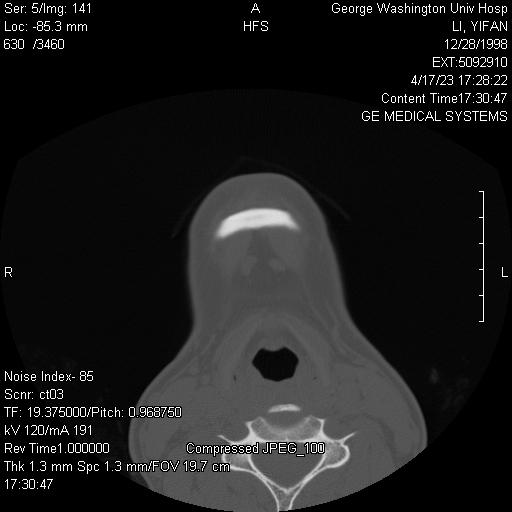 Ser: 5/Img: 141
Loc: -85.3 mm
630 /3460
A
HFS
George Washington Univ Hosp
LI, YIFAN
12/28/1998
EXT:5092910
4/17/23 17:28:22
Content Time17:30:47
GE MEDICAL SYSTEMS
R
L
Noise Index- 85
Scnr: ct03
TF: 19.375000/Pitch: 0.968750
kV 120/mA 191
Rev Time1.000000
Compressed JPEG_100
Thk 1.3 mm Spc 1.3 mm/FOV 19.7 cm
17:30:47